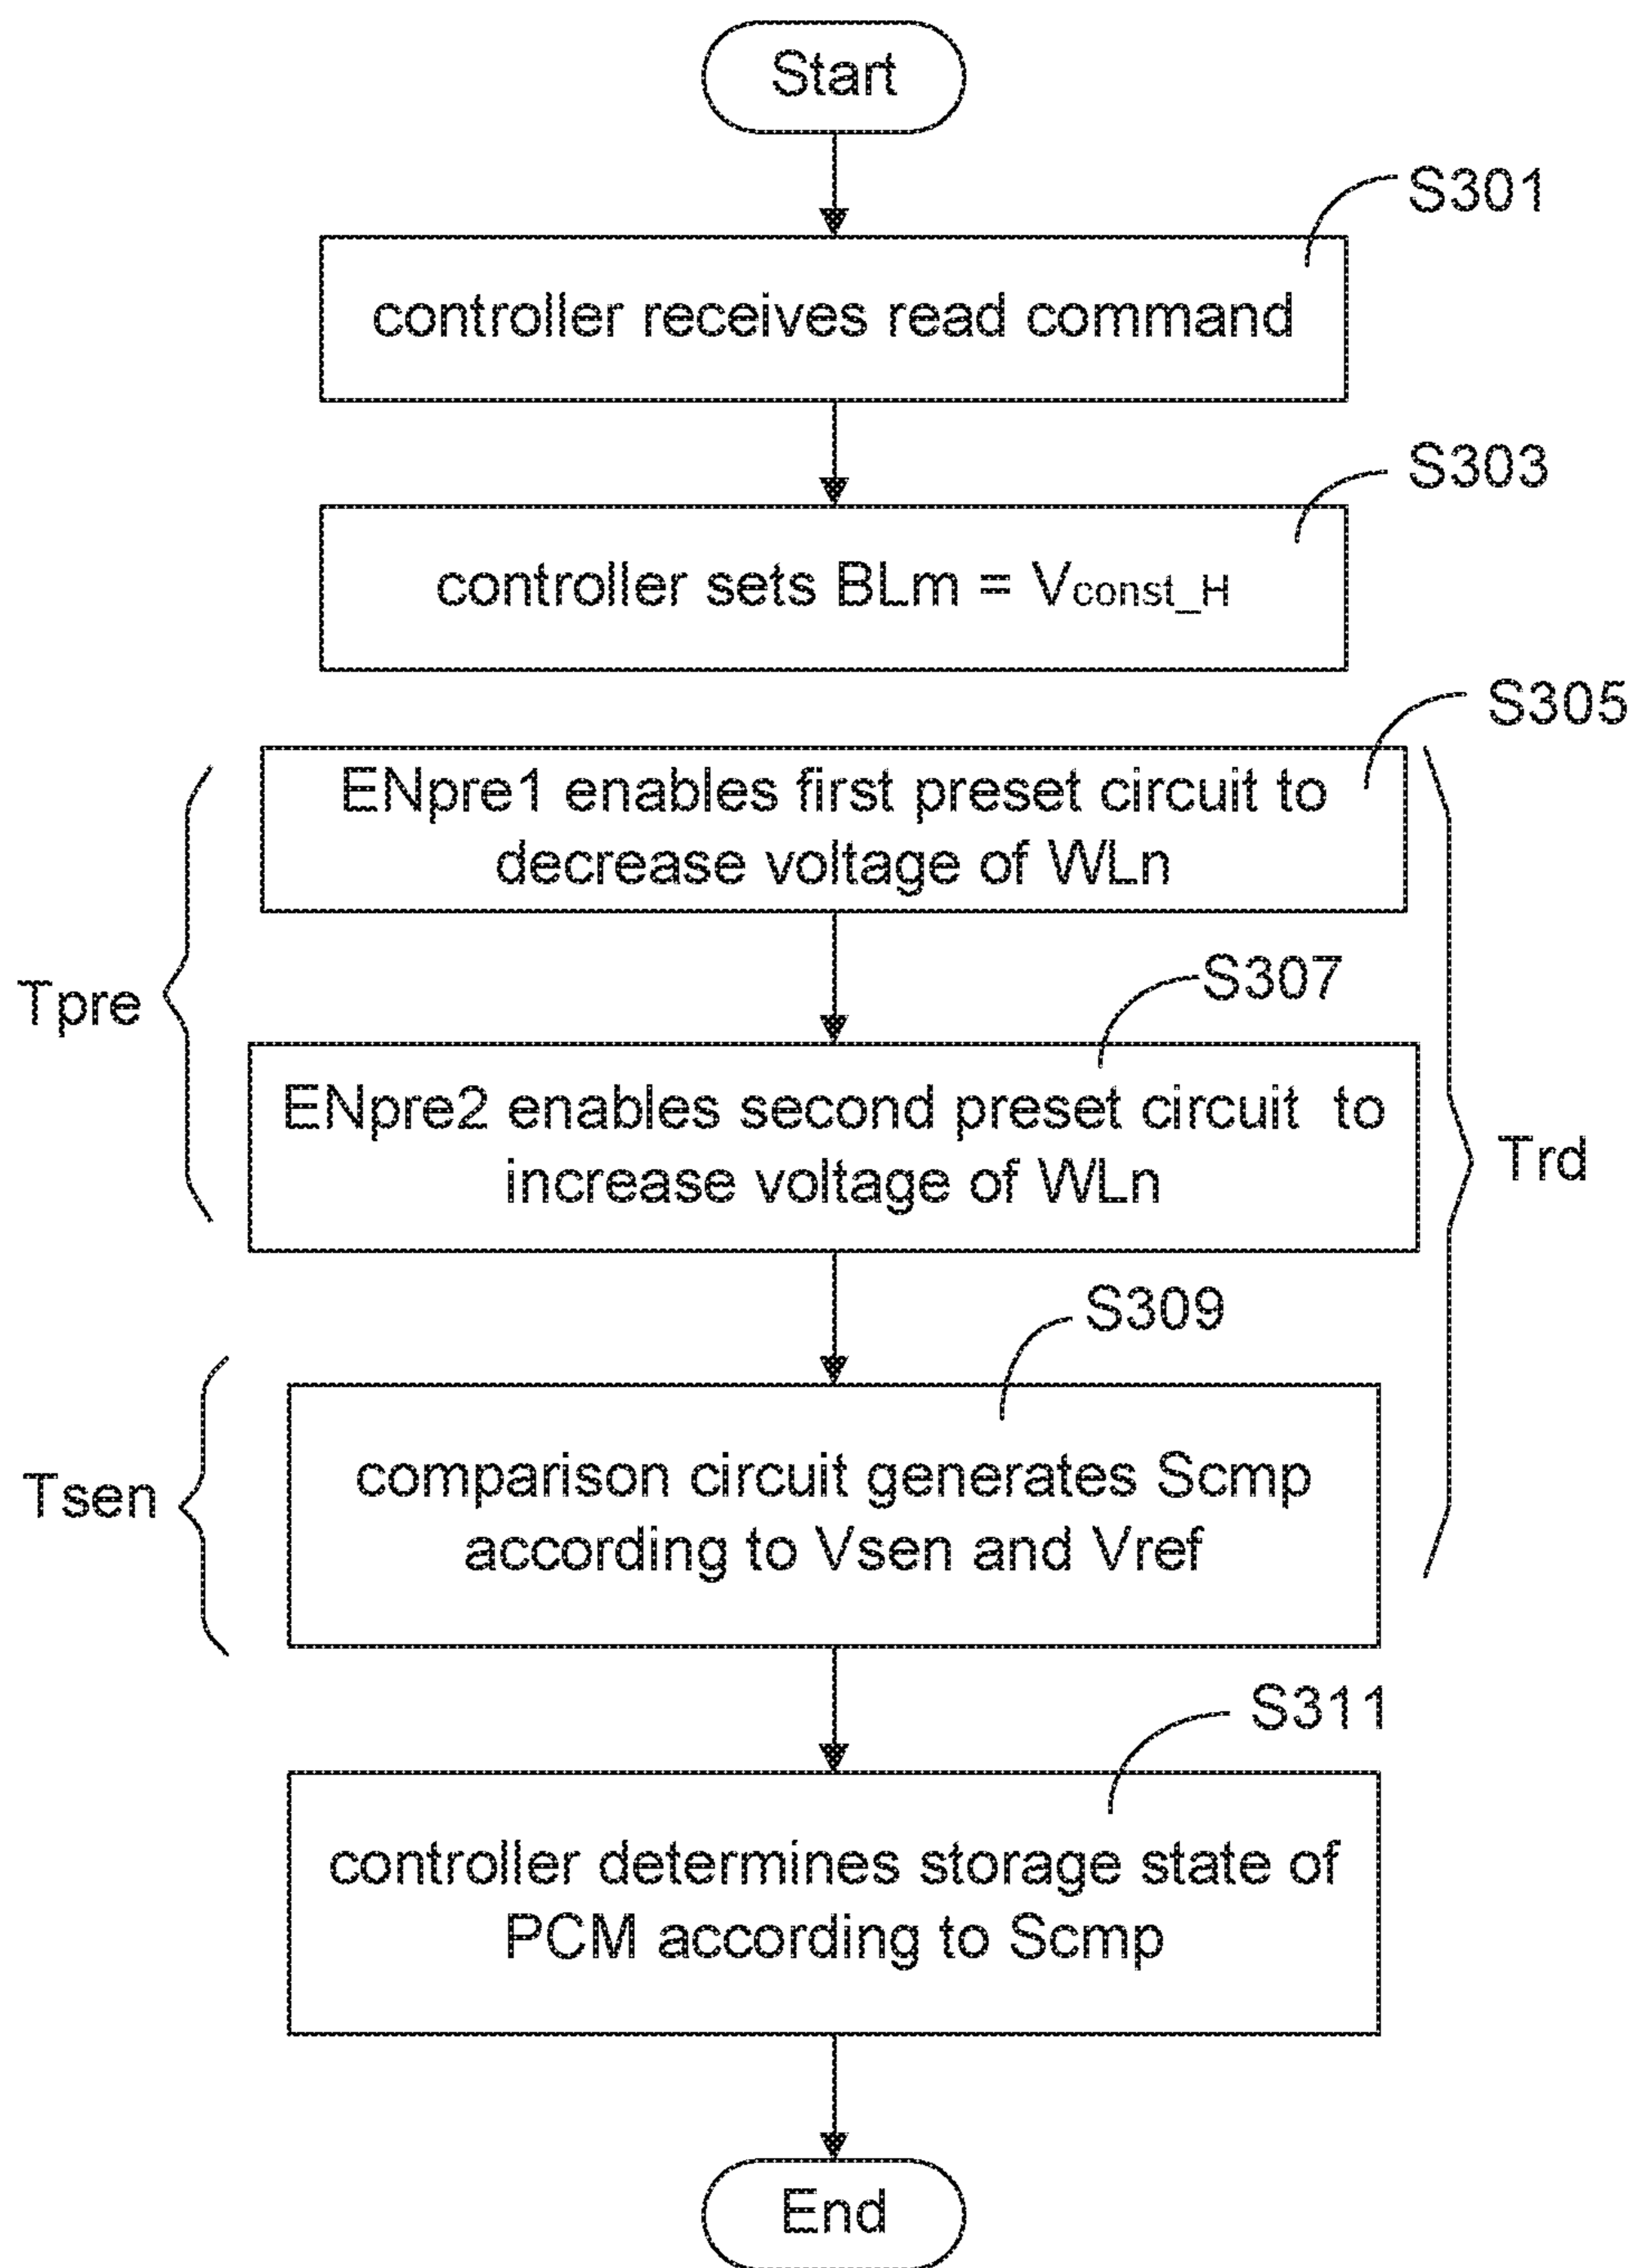 Start
S301
controller receives read command
S303
controller sets BLm = Vconst_H
S305
ENpre1 enables first preset circuit to
decrease voltage of WLn
Tpre
S307
ENpre2 enables second preset circuit to
increase voltage of WLn
Trd
S309
Tsen
comparison circuit generates Scmp
according to Vsen and Vref
S311
controller determines storage state of
PCM according to Scmp
End